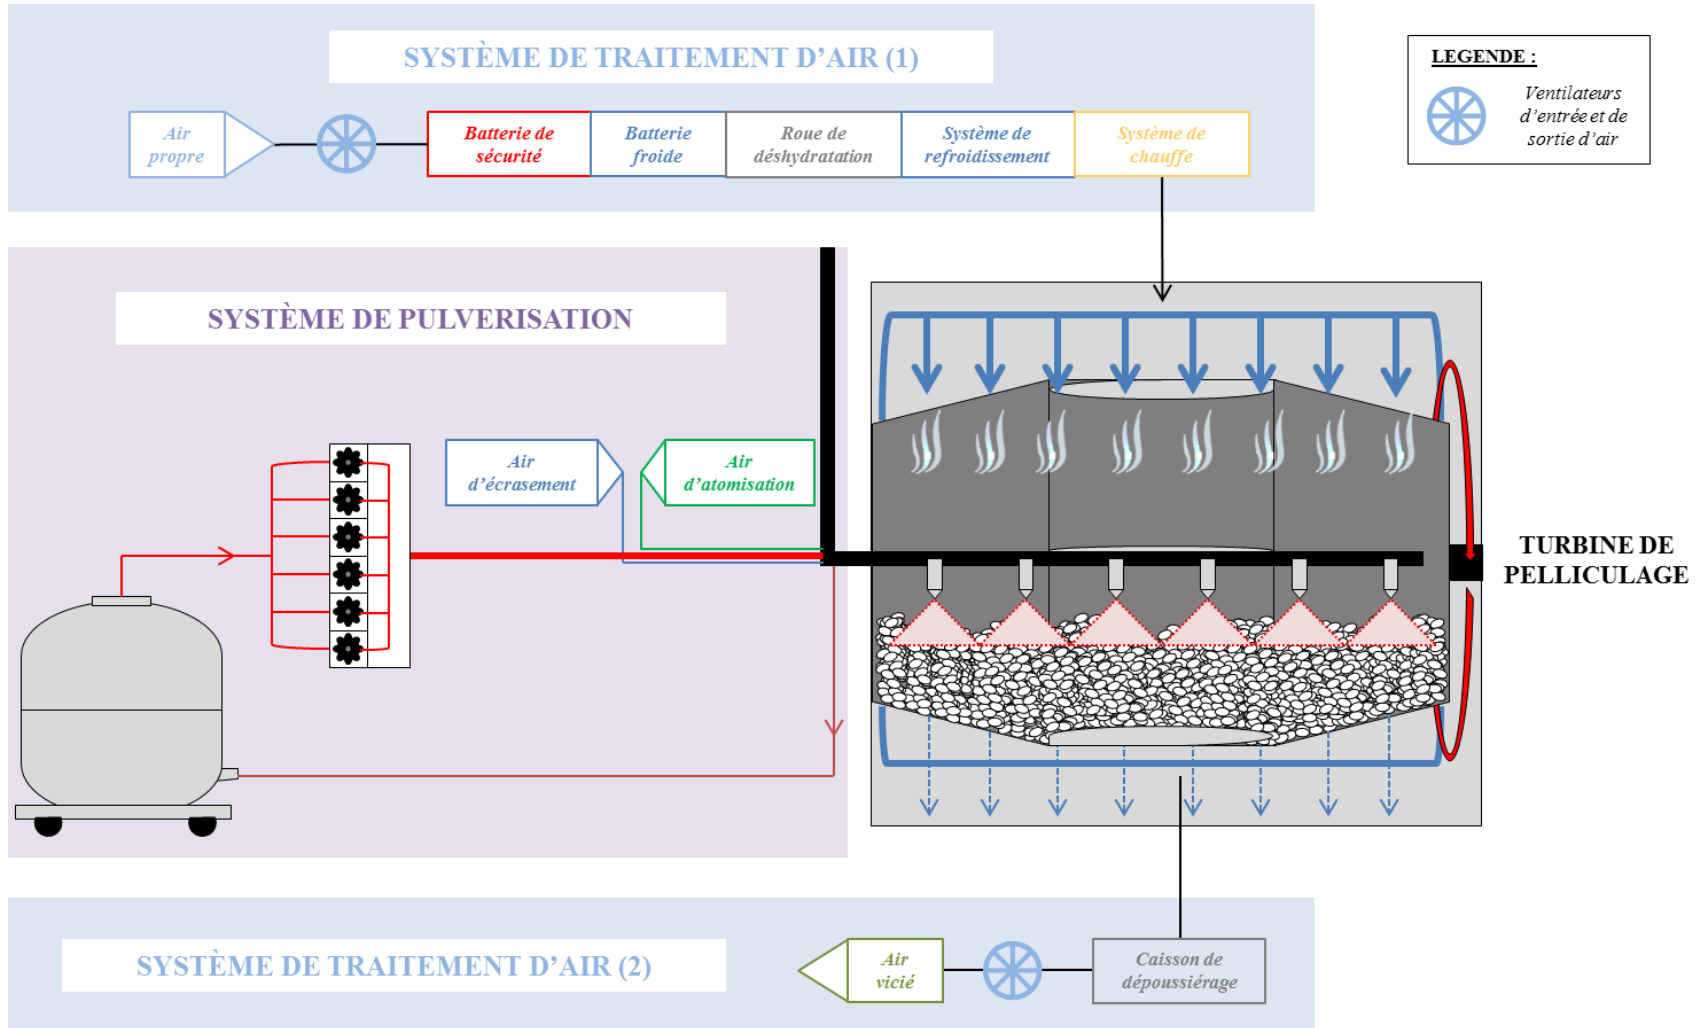 SYSTÈME DE TRAITEMENT D’AIR (1)
LEGENDE :
Ventilateurs
d’entrée et de
sortie d’air
Air
propre
Batterie de
sécurité
Batterie
froide
Roue de
déshydratation
Système de
refroidissement
Système de
chauffe
SYSTÈME DE PULVERISATION
Air
d’écrasement
Air
d’atomisation
TURBINE DE
PELLICULAGE
SYSTÈME DE TRAITEMENT D’AIR (2)
Air
vicié
Caisson de
dépoussiérage